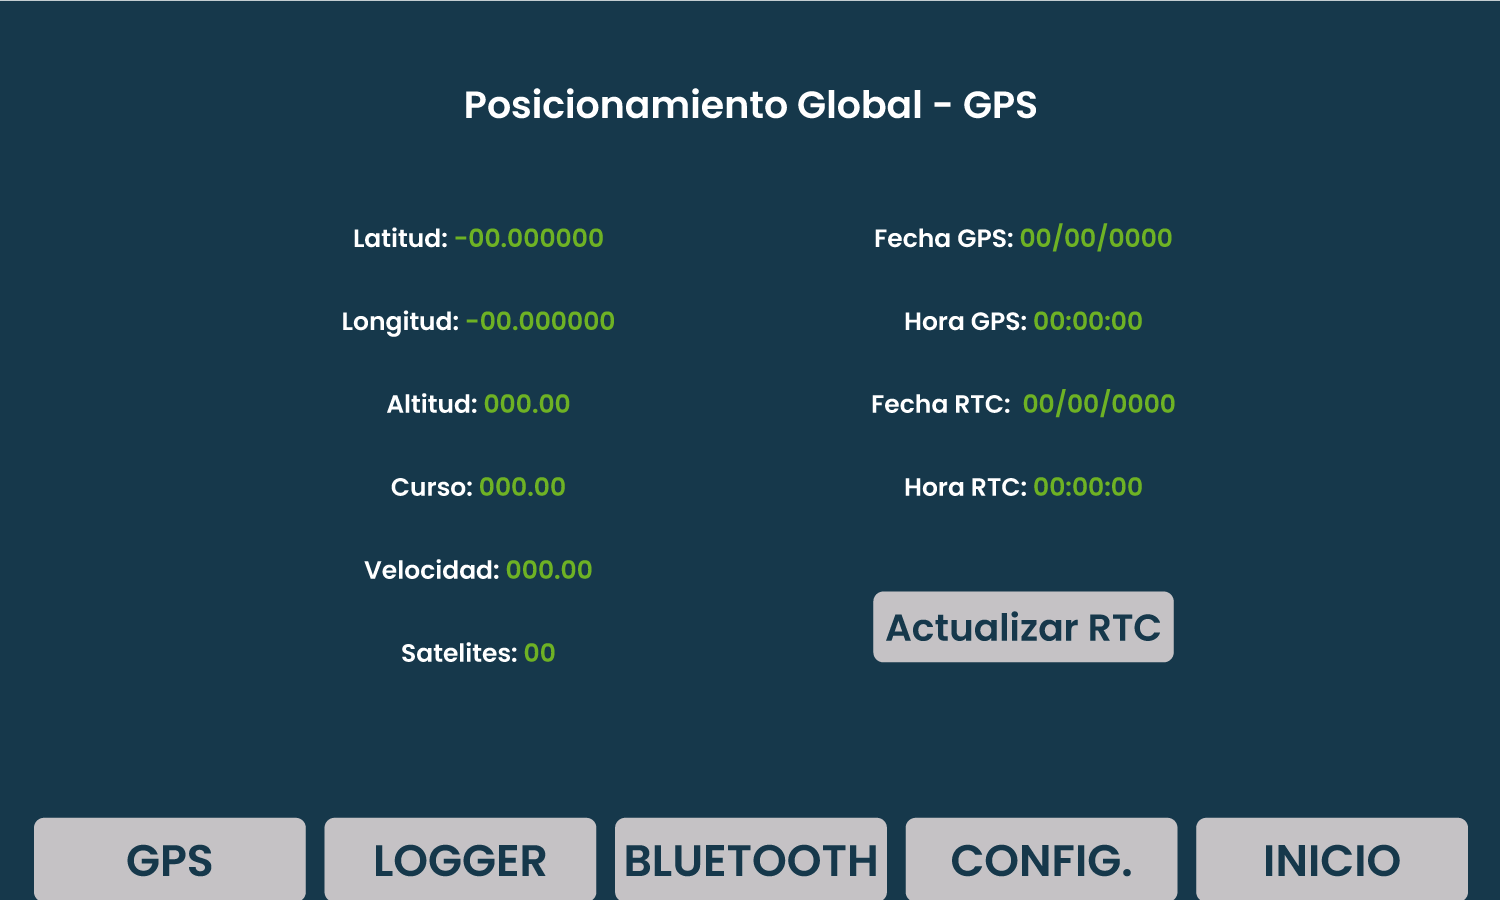 Posicionamiento Global - GPS
Latitud: -00.000000
Longitud: -00.000000
Altitud: 000.00
Curso: 000.00
Velocidad: 000.00
Satelites: 00
Fecha GPS: 00/00/0000
Hora GPS: 00:00:00
Fecha RTC: 00/00/0000
Hora RTC: 00:00:00
Actualizar RTC
GPS
LOGGER
BLUETOOTH
CONFIG.
INICIO